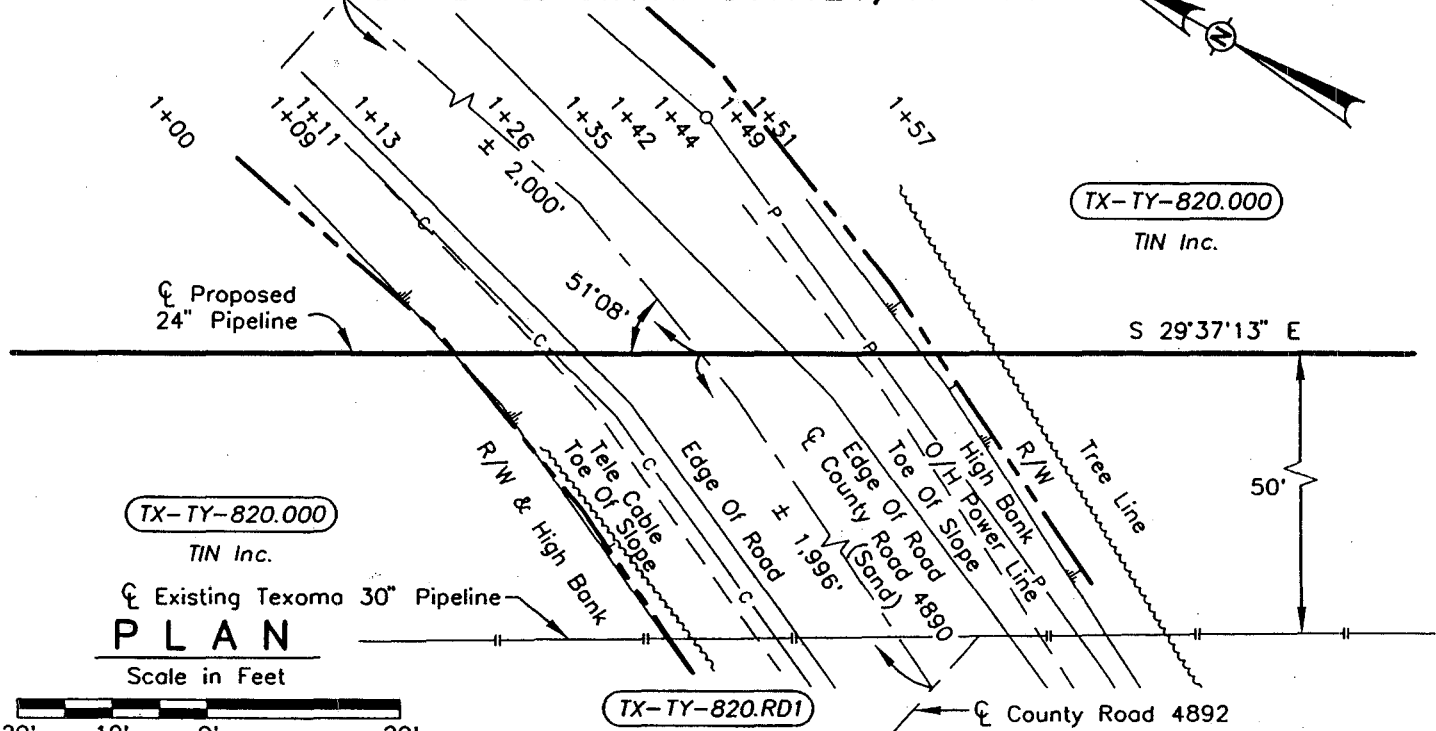 N
1+00
1+09
1+11
1+13
1+26
± 2,000'
1+35
1+42
1+44
1+49
1+51
1+57
TX-TY-820.000
TIN Inc.
C
P
51°08'
℄ Proposed
24" Pipeline
S 29°37'13" E
C
P
50'
R/W & High Bank
Toe Of Slope
Tele Cable
C
Edge Of Road
± 1,996'
℄ County Road 4890
(Sand)
Edge Of Road
Toe Of Slope
O/H Power Line
High Bank
R/W
Tree Line
P
C
TX-TY-820.000
TIN Inc.
℄ Existing Texoma 30" Pipeline
PLAN
Scale in Feet
TX-TY-820.RD1
℄ County Road 4892